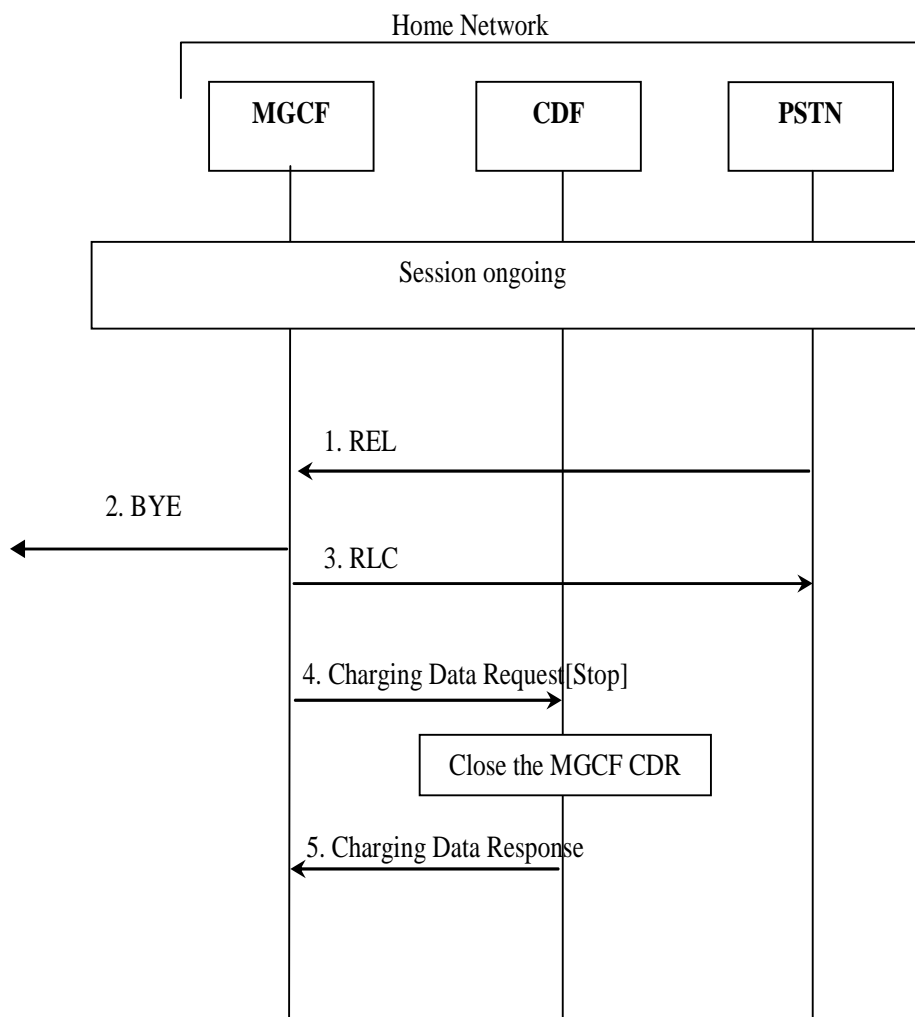 Home Network
MGCF
CDF
PSTN
Session ongoing
1. REL
2. BYE
3. RLC
4. Charging Data Request[Stop]
Close the MGCF CDR
5. Charging Data Response